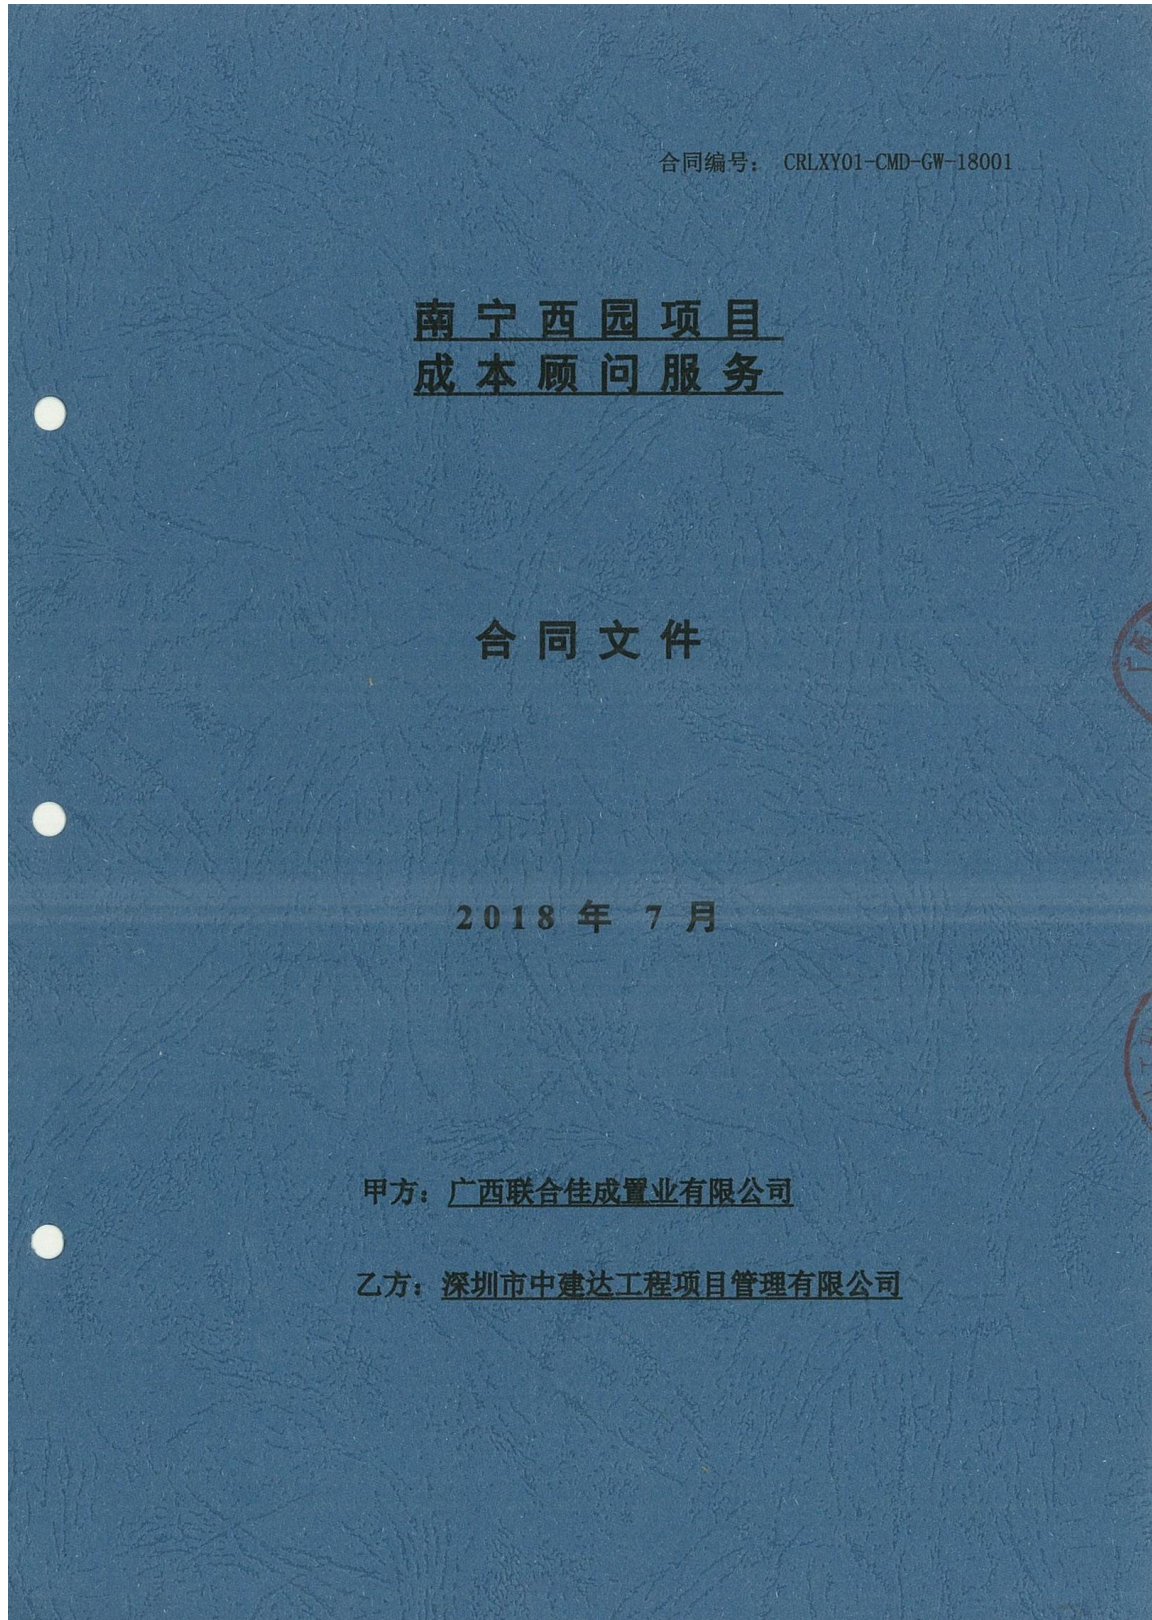 合同编号： CRLXY01-CMD-GW-18001
南宁西园项目
成本顾问服务
合同文件
2018 年 7 月
甲方：广西联合佳成置业有限公司
乙方：深圳市中建达工程项目管理有限公司